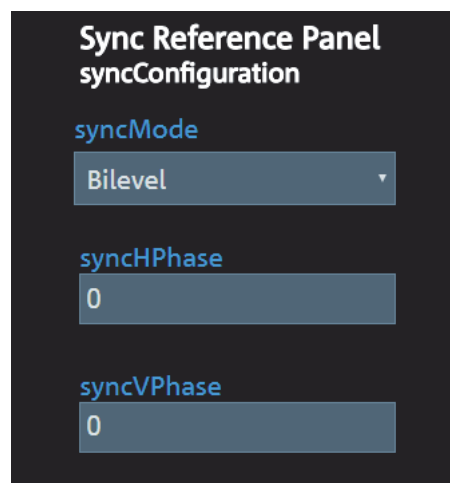 Sync Reference Panel
syncConfiguration
syncMode
Bilevel
syncHPhase
0
syncVPhase
0